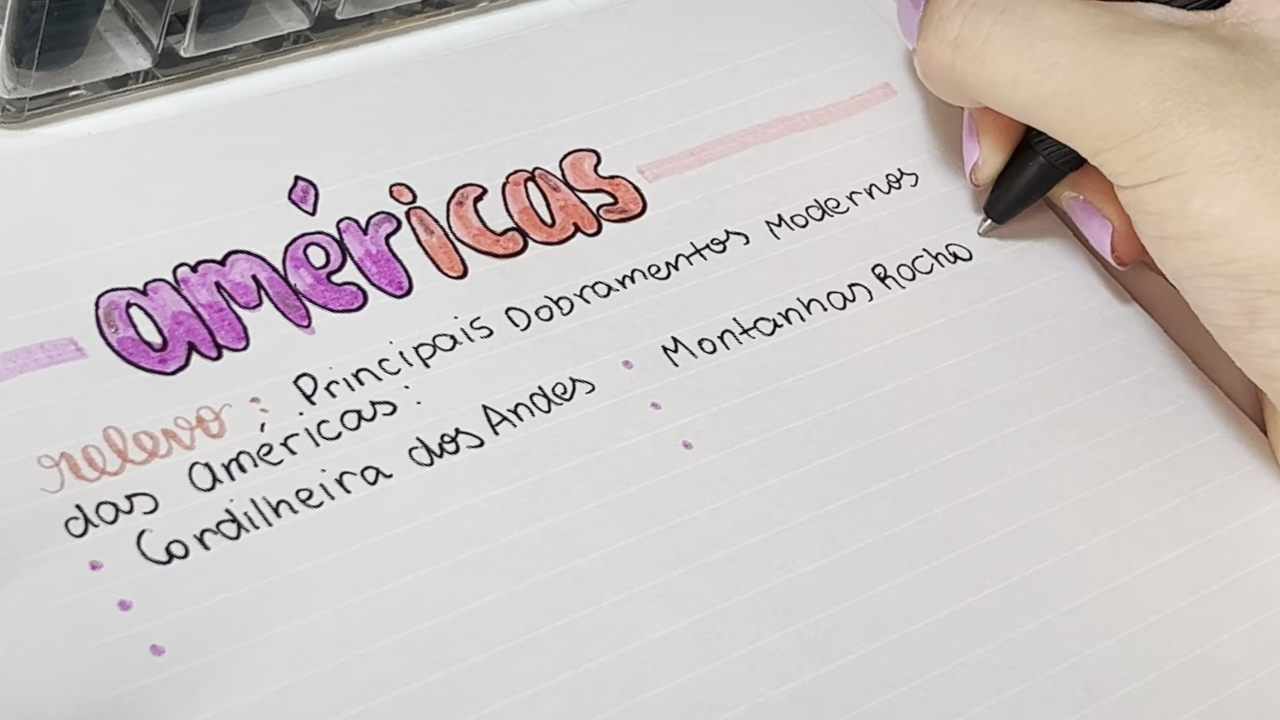 américas
relevo: Principais Dobramentos Modernos
das américas:
• Cordilheira dos Andes • Montanhas Rocho